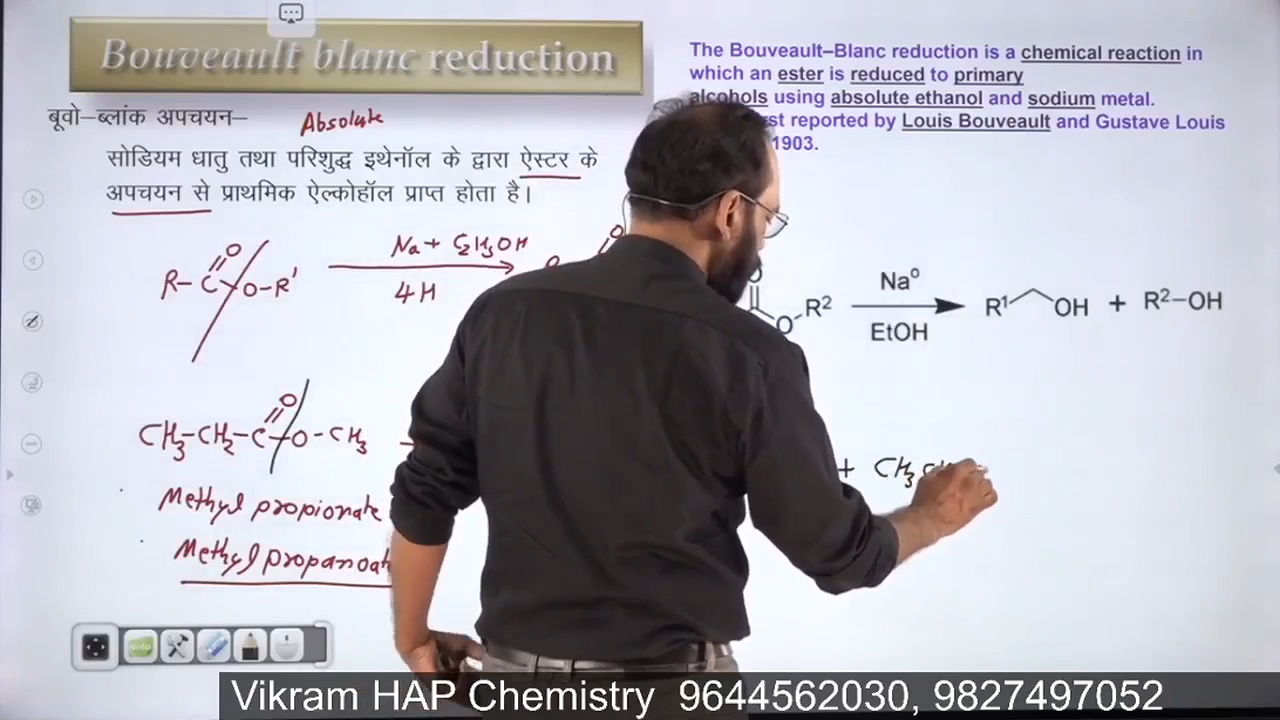 Bouveault blanc reduction
The Bouveault–Blanc reduction is a chemical reaction in
which an ester is reduced to primary
alcohols using absolute ethanol and sodium metal.
reported by Louis Bouveault and Gustave Louis
1903.
बूवो–ब्लांक अपचयन–
Absolute
सोडियम धातु तथा परिशुद्ध इथेनॉल के द्वारा ऐस्टर के
अपचयन से प्राथमिक ऐल्कोहॉल प्राप्त होता है।
R-C-O-R'
O
Na + C2H5OH
4H
O
O-R²
Na⁰
EtOH
R¹ OH + R²–OH
CH3-CH2-C-O-CH3
O
+ CH3
Methyl propionate
Methyl propanoat
Vikram HAP Chemistry 9644562030, 9827497052